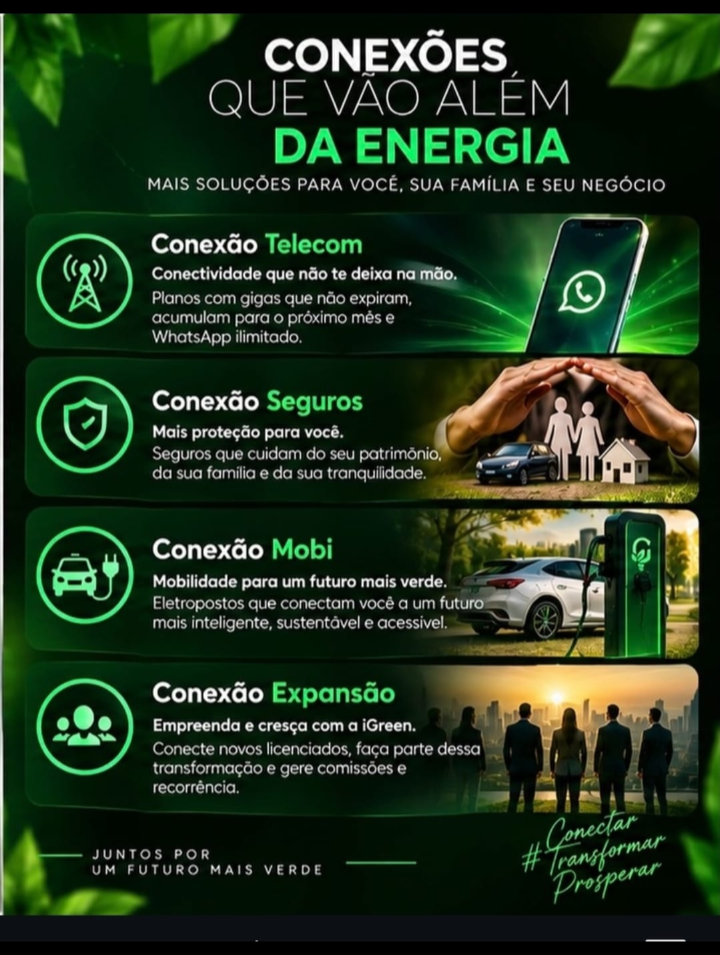 CONEXÕES
QUE VÃO ALÉM
DA ENERGIA
MAIS SOLUÇÕES PARA VOCÊ, SUA FAMÍLIA E SEU NEGÓCIO
Conexão Telecom
Conectividade que não te deixa na mão.
Planos com gigas que não expiram,
acumulam para o próximo mês e
WhatsApp ilimitado.
Conexão Seguros
Mais proteção para você.
Seguros que cuidam do seu patrimônio,
da sua família e da sua tranquilidade.
Conexão Mobi
Mobilidade para um futuro mais verde.
Eletropostos que conectam você a um futuro
mais inteligente, sustentável e acessível.
Conexão Expansão
Empreenda e cresça com a iGreen.
Conecte novos licenciados, faça parte dessa
transformação e gere comissões e
recorrência.
JUNTOS POR
UM FUTURO MAIS VERDE
Conectar
# Transformar
Prosperar